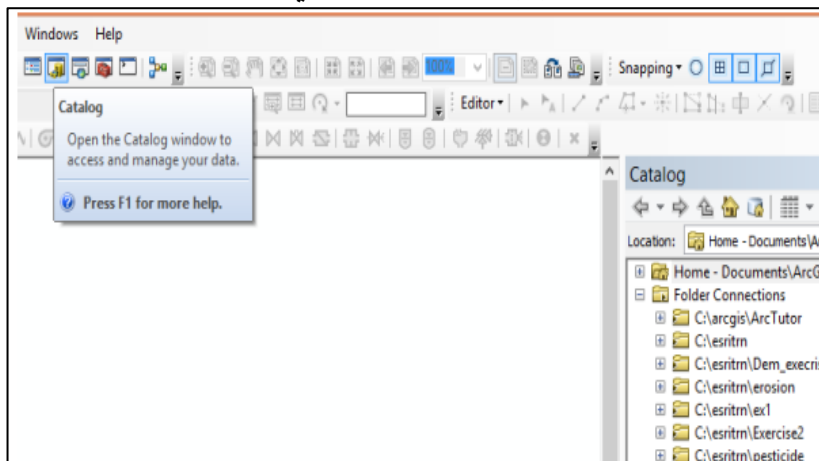 Windows Help
100%
Snapping
Catalog
Open the Catalog window to
access and manage your data.
Press F1 for more help.
Editor
Catalog
Location: Home - Documents\A
Home - Documents\ArcG
Folder Connections
C:\arcgis\ArcTutor
C:\esritrn
C:\esritrn\Dem_execris
C:\esritrn\erosion
C:\esritrn\ex1
C:\esritrn\Exercise2
C:\esritrn\pesticide